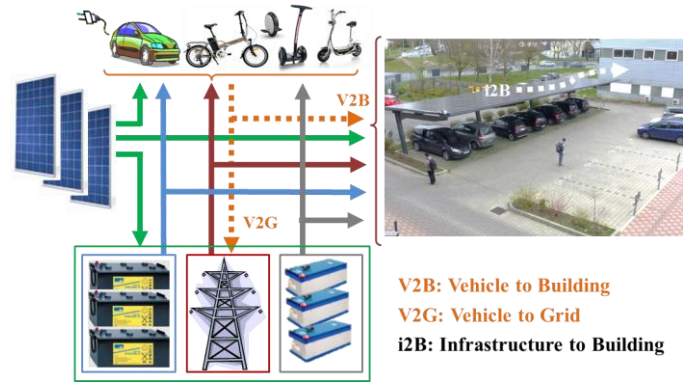 V2B
i2B
V2G
V2B: Vehicle to Building
V2G: Vehicle to Grid
i2B: Infrastructure to Building